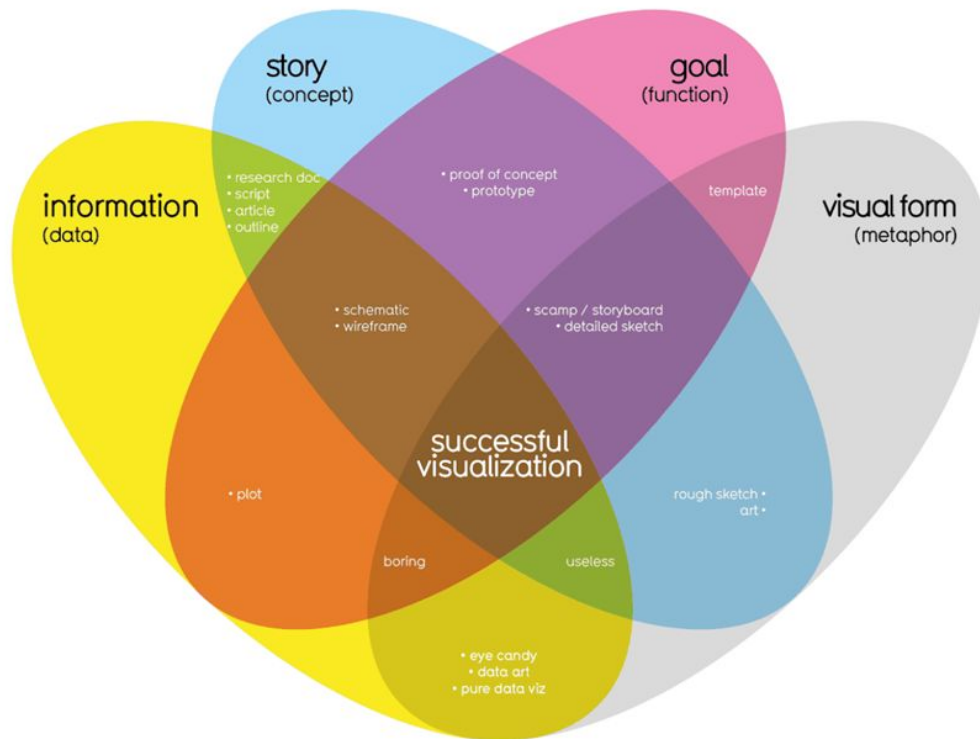 story
(concept)
goal
(function)
information
(data)
visual form
(metaphor)
• research doc
• script
• article
• outline
• proof of concept
• prototype
template
• schematic
• wireframe
• scamp / storyboard
• detailed sketch
successful
visualization
• plot
rough sketch •
art •
boring
useless
• eye candy
• data art
• pure data viz